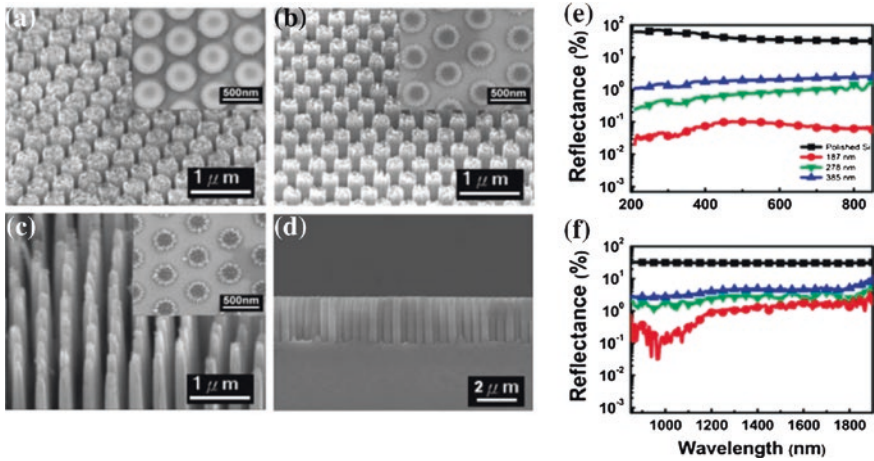 (a)
500nm
1 μm
(b)
500nm
1 μm
(c)
500nm
1 μm
(d)
2 μm
(e)
Reflectance (%)
10²
10¹
10⁰
10⁻¹
10⁻²
10⁻³
Polished Si
187 nm
278 nm
385 nm
200 400 600 800
(f)
Reflectance (%)
10²
10¹
10⁰
10⁻¹
10⁻²
10⁻³
1000 1200 1400 1600 1800
Wavelength (nm)